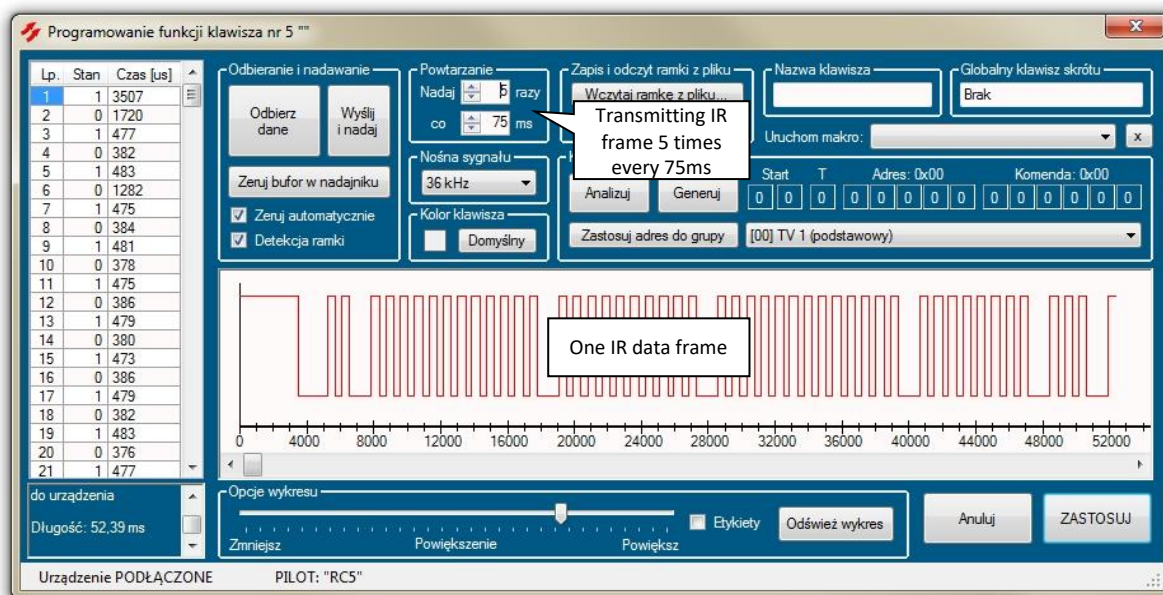 Programowanie funkcji klawisza nr 5 ""
Lp. Stan Czas [us]
1 1 3507
2 0 1720
3 1 477
4 0 382
5 1 483
6 0 1282
7 1 475
8 0 384
9 1 481
10 0 378
11 1 475
12 0 386
13 1 479
14 0 380
15 1 473
16 0 386
17 1 479
18 0 382
19 1 483
20 0 376
21 1 477
do urządzenia
Długość: 52,39 ms
Odbieranie i nadawanie
Odbierz dane
Wyślij i nadaj
Zeruj bufor w nadajniku
Zeruj automatycznie
Detekcja ramki
Powtarzanie
Nadaj 5 razy
co 75 ms
Nośna sygnału
36 kHz
Kolor klawisza
Domyślny
Zapis i odczyt ramki z pliku
Wczytaj ramkę z pliku...
Transmitting IR
frame 5 times
every 75ms
K
Analizuj Generuj
Zastosuj adres do grupy
Nazwa klawisza
Globalny klawisz skrótu
Brak
Uruchom makro:
x
Start T Adres: 0x00 Komenda: 0x00
0 0 0 0 0 0 0 0 0 0 0 0 0 0
[00] TV 1 (podstawowy)
One IR data frame
0 4000 8000 12000 16000 20000 24000 28000 32000 36000 40000 44000 48000 52000
Opcje wykresu
Zmniejsz Powiększenie Powiększ
Etykiety
Odśwież wykres
Anuluj
ZASTOSUJ
Urządzenie PODŁĄCZONE PILOT: "RC5"